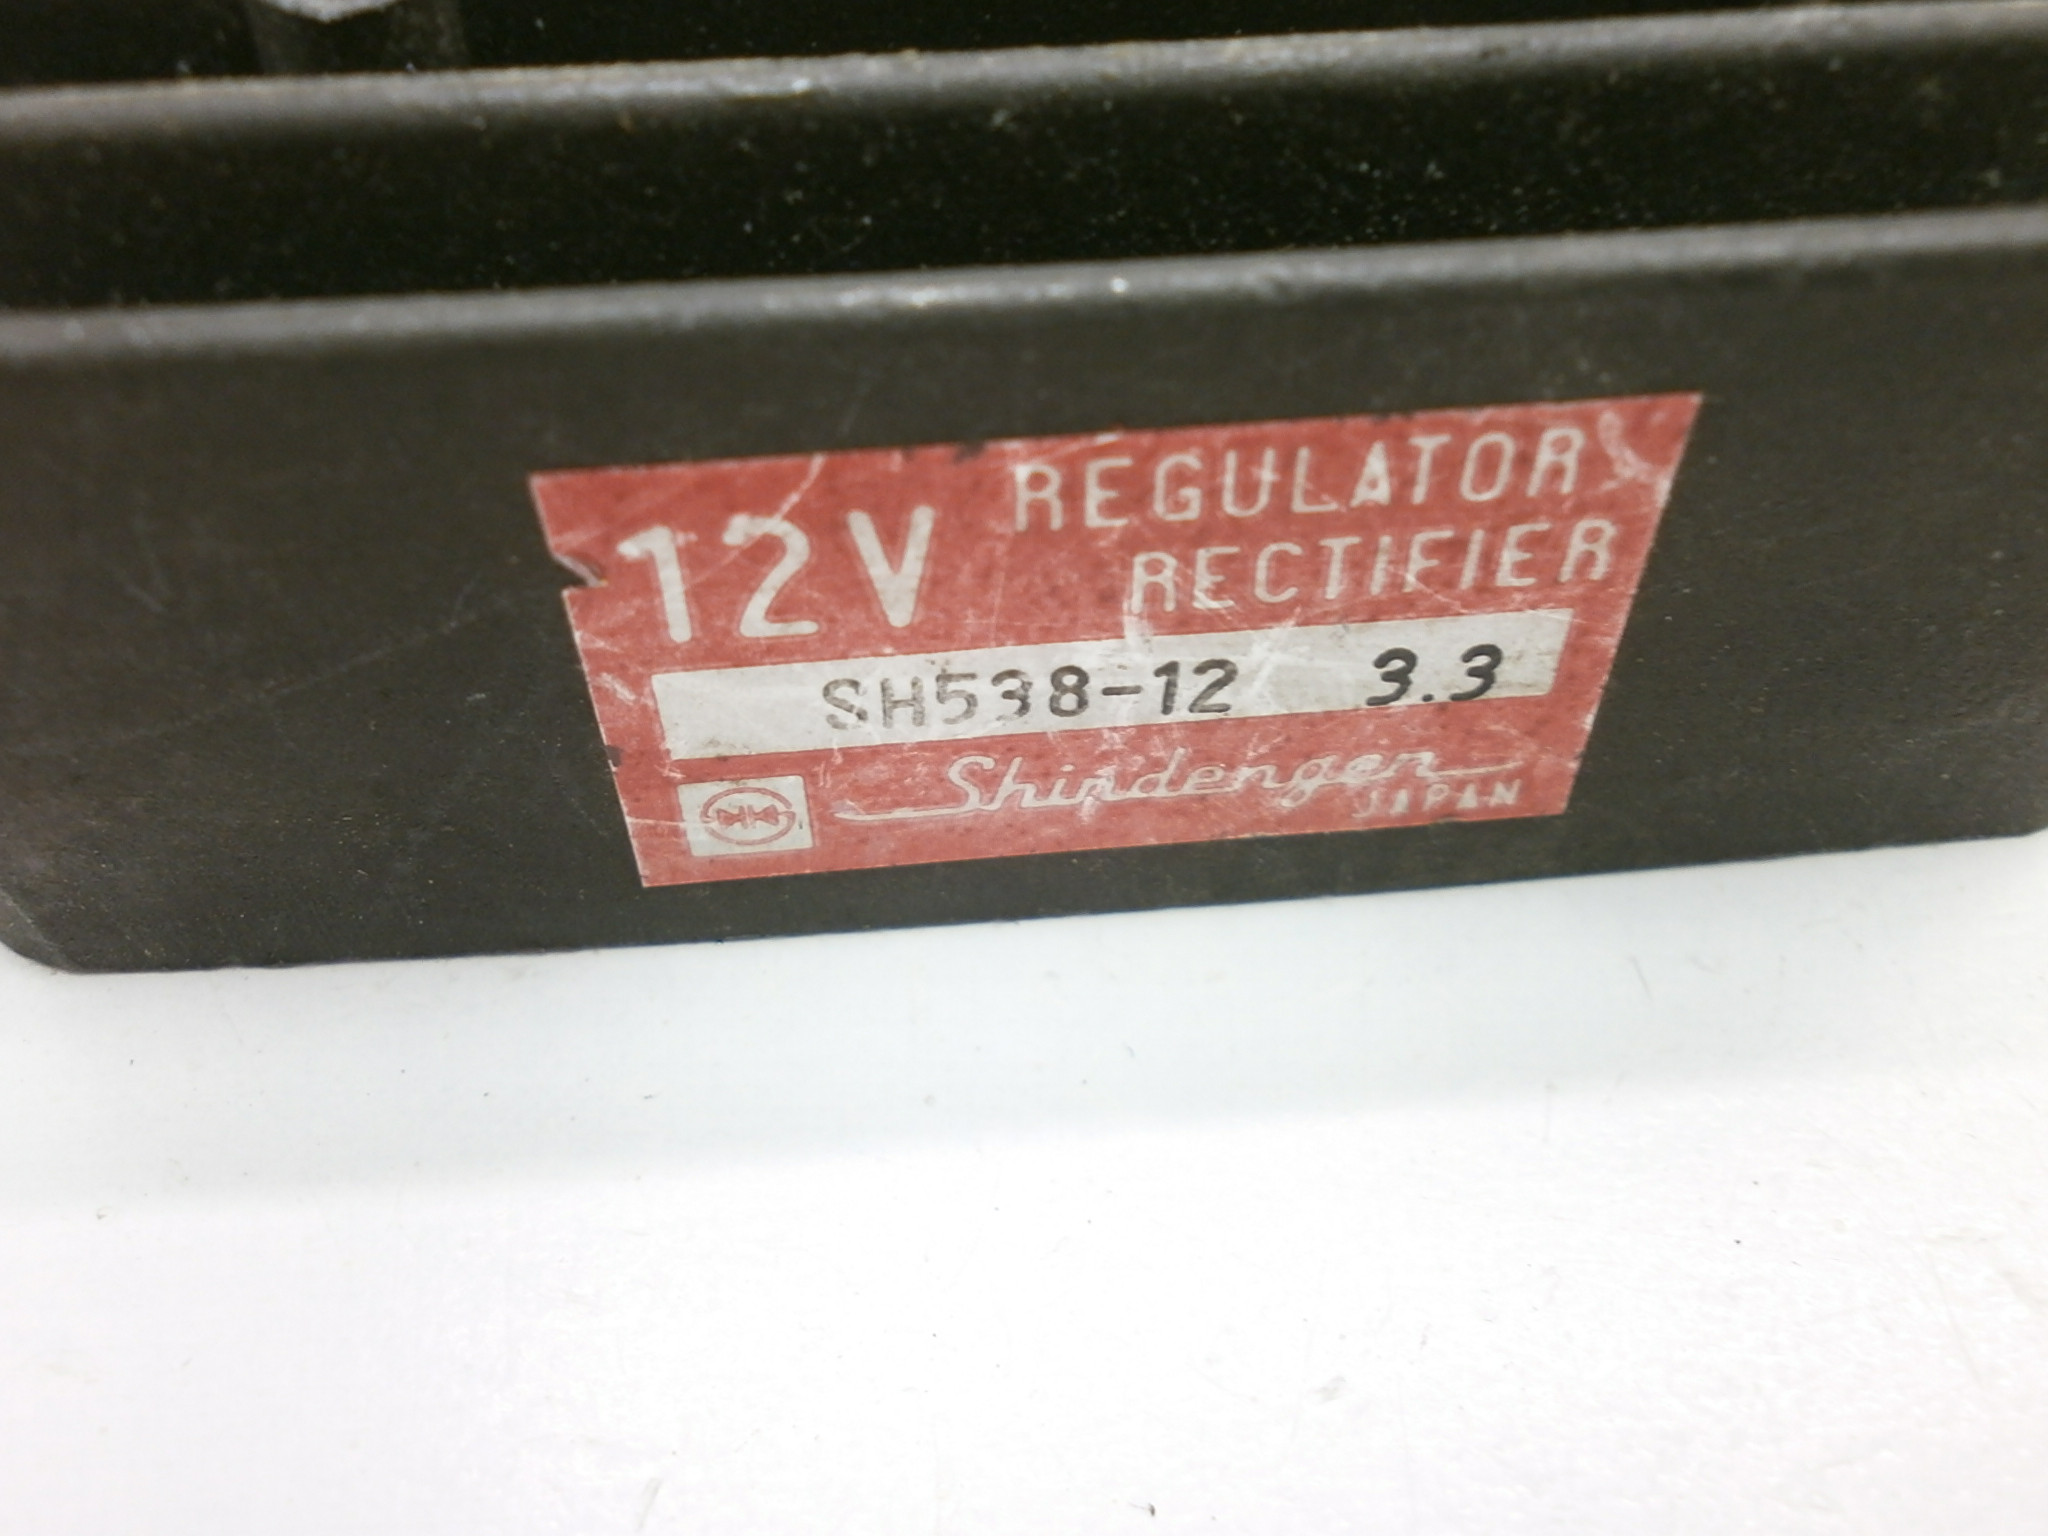 12V REGULATOR
RECTIFIER
SH538-12 3.3
Shindengen
JAPAN